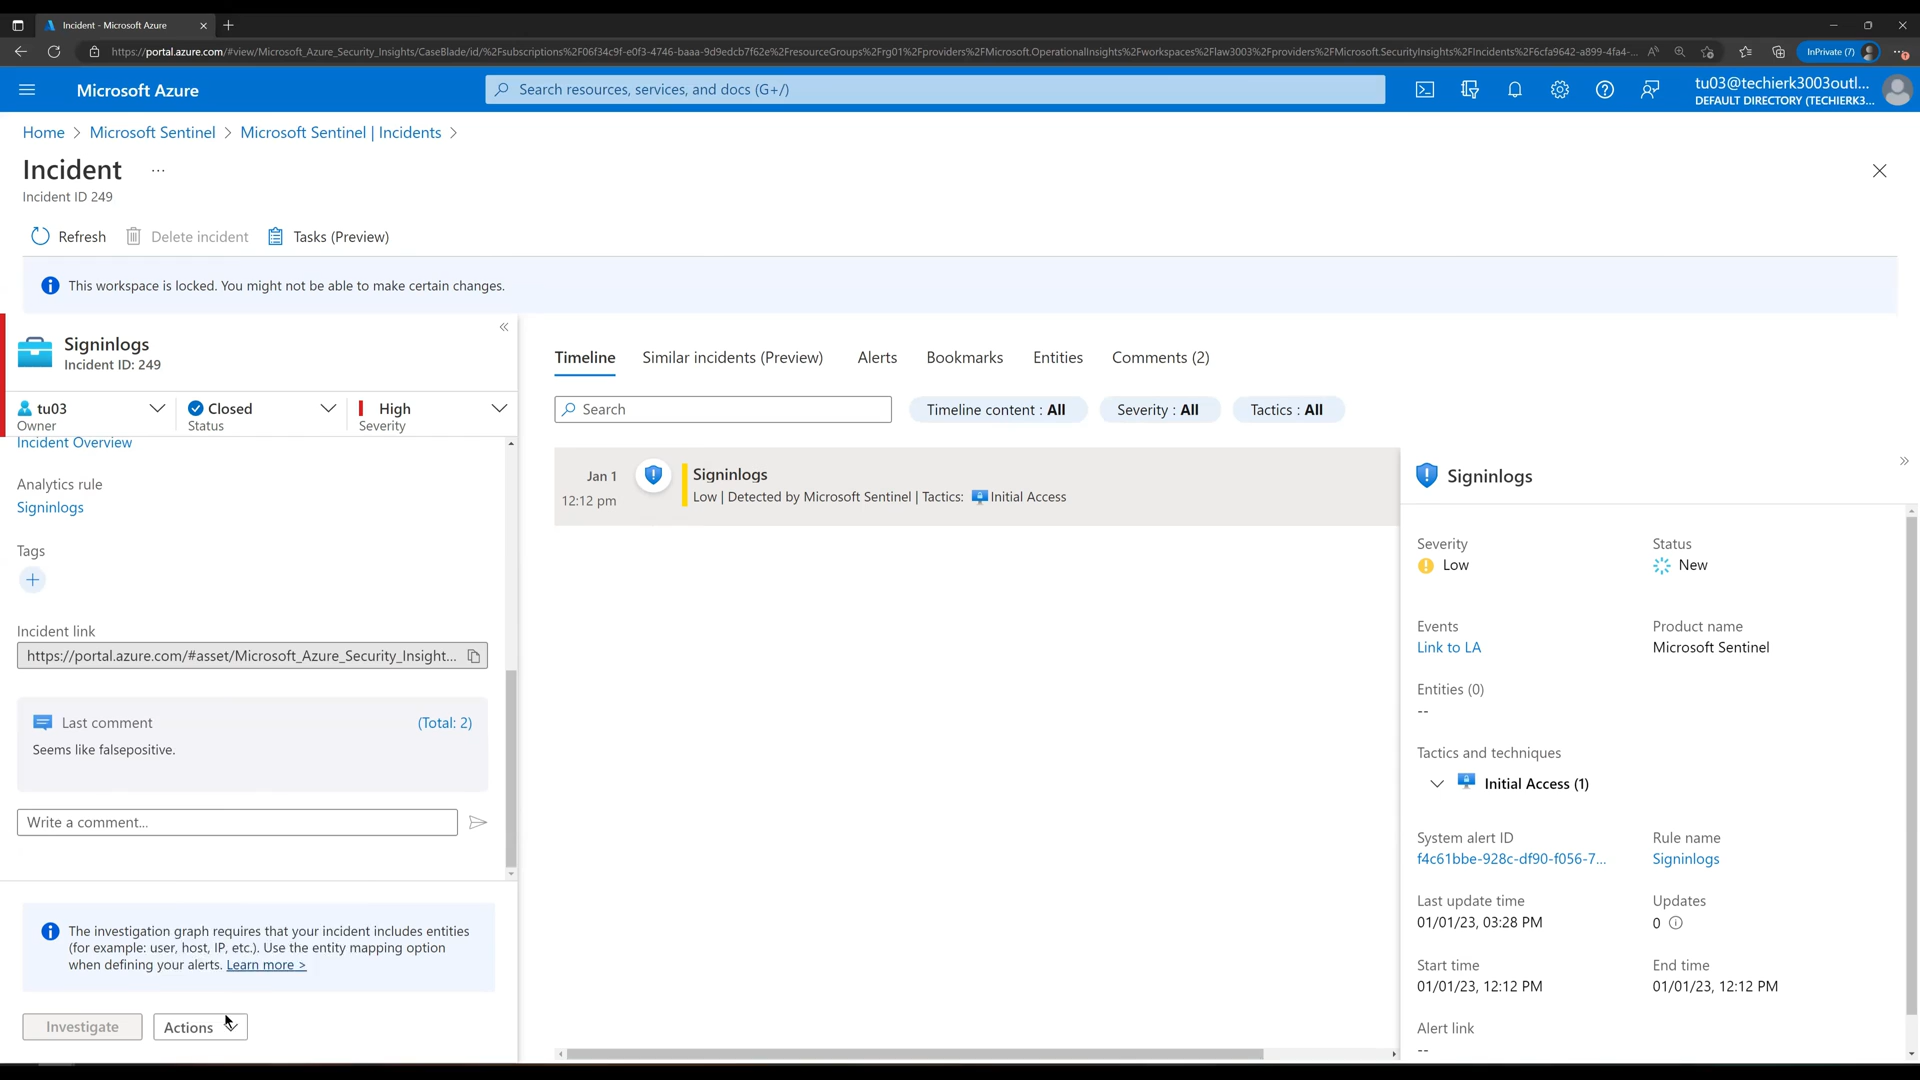 Incident - Microsoft Azure
https://portal.azure.com/#view/Microsoft_Azure_Security_Insights/CaseBlade/id/%2Fsubscriptions%2F06f34c9f-e0f3-4746-baaa-9d9edcb7f62e%2FresourceGroups%2Frg01%2Fproviders%2FMicrosoft.OperationalInsights%2Fworkspaces%2Flaw3003%2Fproviders%2FMicrosoft.SecurityInsights%2FIncidents%2F6cfa9642-a899-4fa4-...
InPrivate (7)
Microsoft Azure
Search resources, services, and docs (G+/)
tu03@techierk3003outl...
DEFAULT DIRECTORY (TECHIERK3...
Home > Microsoft Sentinel > Microsoft Sentinel | Incidents >
Incident ...
Incident ID 249
Refresh Delete incident Tasks (Preview)
This workspace is locked. You might not be able to make certain changes.
Signinlogs
Incident ID: 249
tu03
Owner
Closed
Status
High
Severity
Incident Overview
Analytics rule
Signinlogs
Tags
Incident link
https://portal.azure.com/#asset/Microsoft_Azure_Security_Insight...
Last comment (Total: 2)
Seems like falsepositive.
Write a comment...
The investigation graph requires that your incident includes entities
(for example: user, host, IP, etc.). Use the entity mapping option
when defining your alerts. Learn more >
Investigate Actions
Timeline Similar incidents (Preview) Alerts Bookmarks Entities Comments (2)
Search
Timeline content : All Severity : All Tactics : All
Jan 1
12:12 pm
Signinlogs
Low | Detected by Microsoft Sentinel | Tactics: Initial Access
Signinlogs
Severity Status
Low New
Events Product name
Link to LA Microsoft Sentinel
Entities (0)
--
Tactics and techniques
Initial Access (1)
System alert ID Rule name
f4c61bbe-928c-df90-f056-7... Signinlogs
Last update time Updates
01/01/23, 03:28 PM 0
Start time End time
01/01/23, 12:12 PM 01/01/23, 12:12 PM
Alert link
--